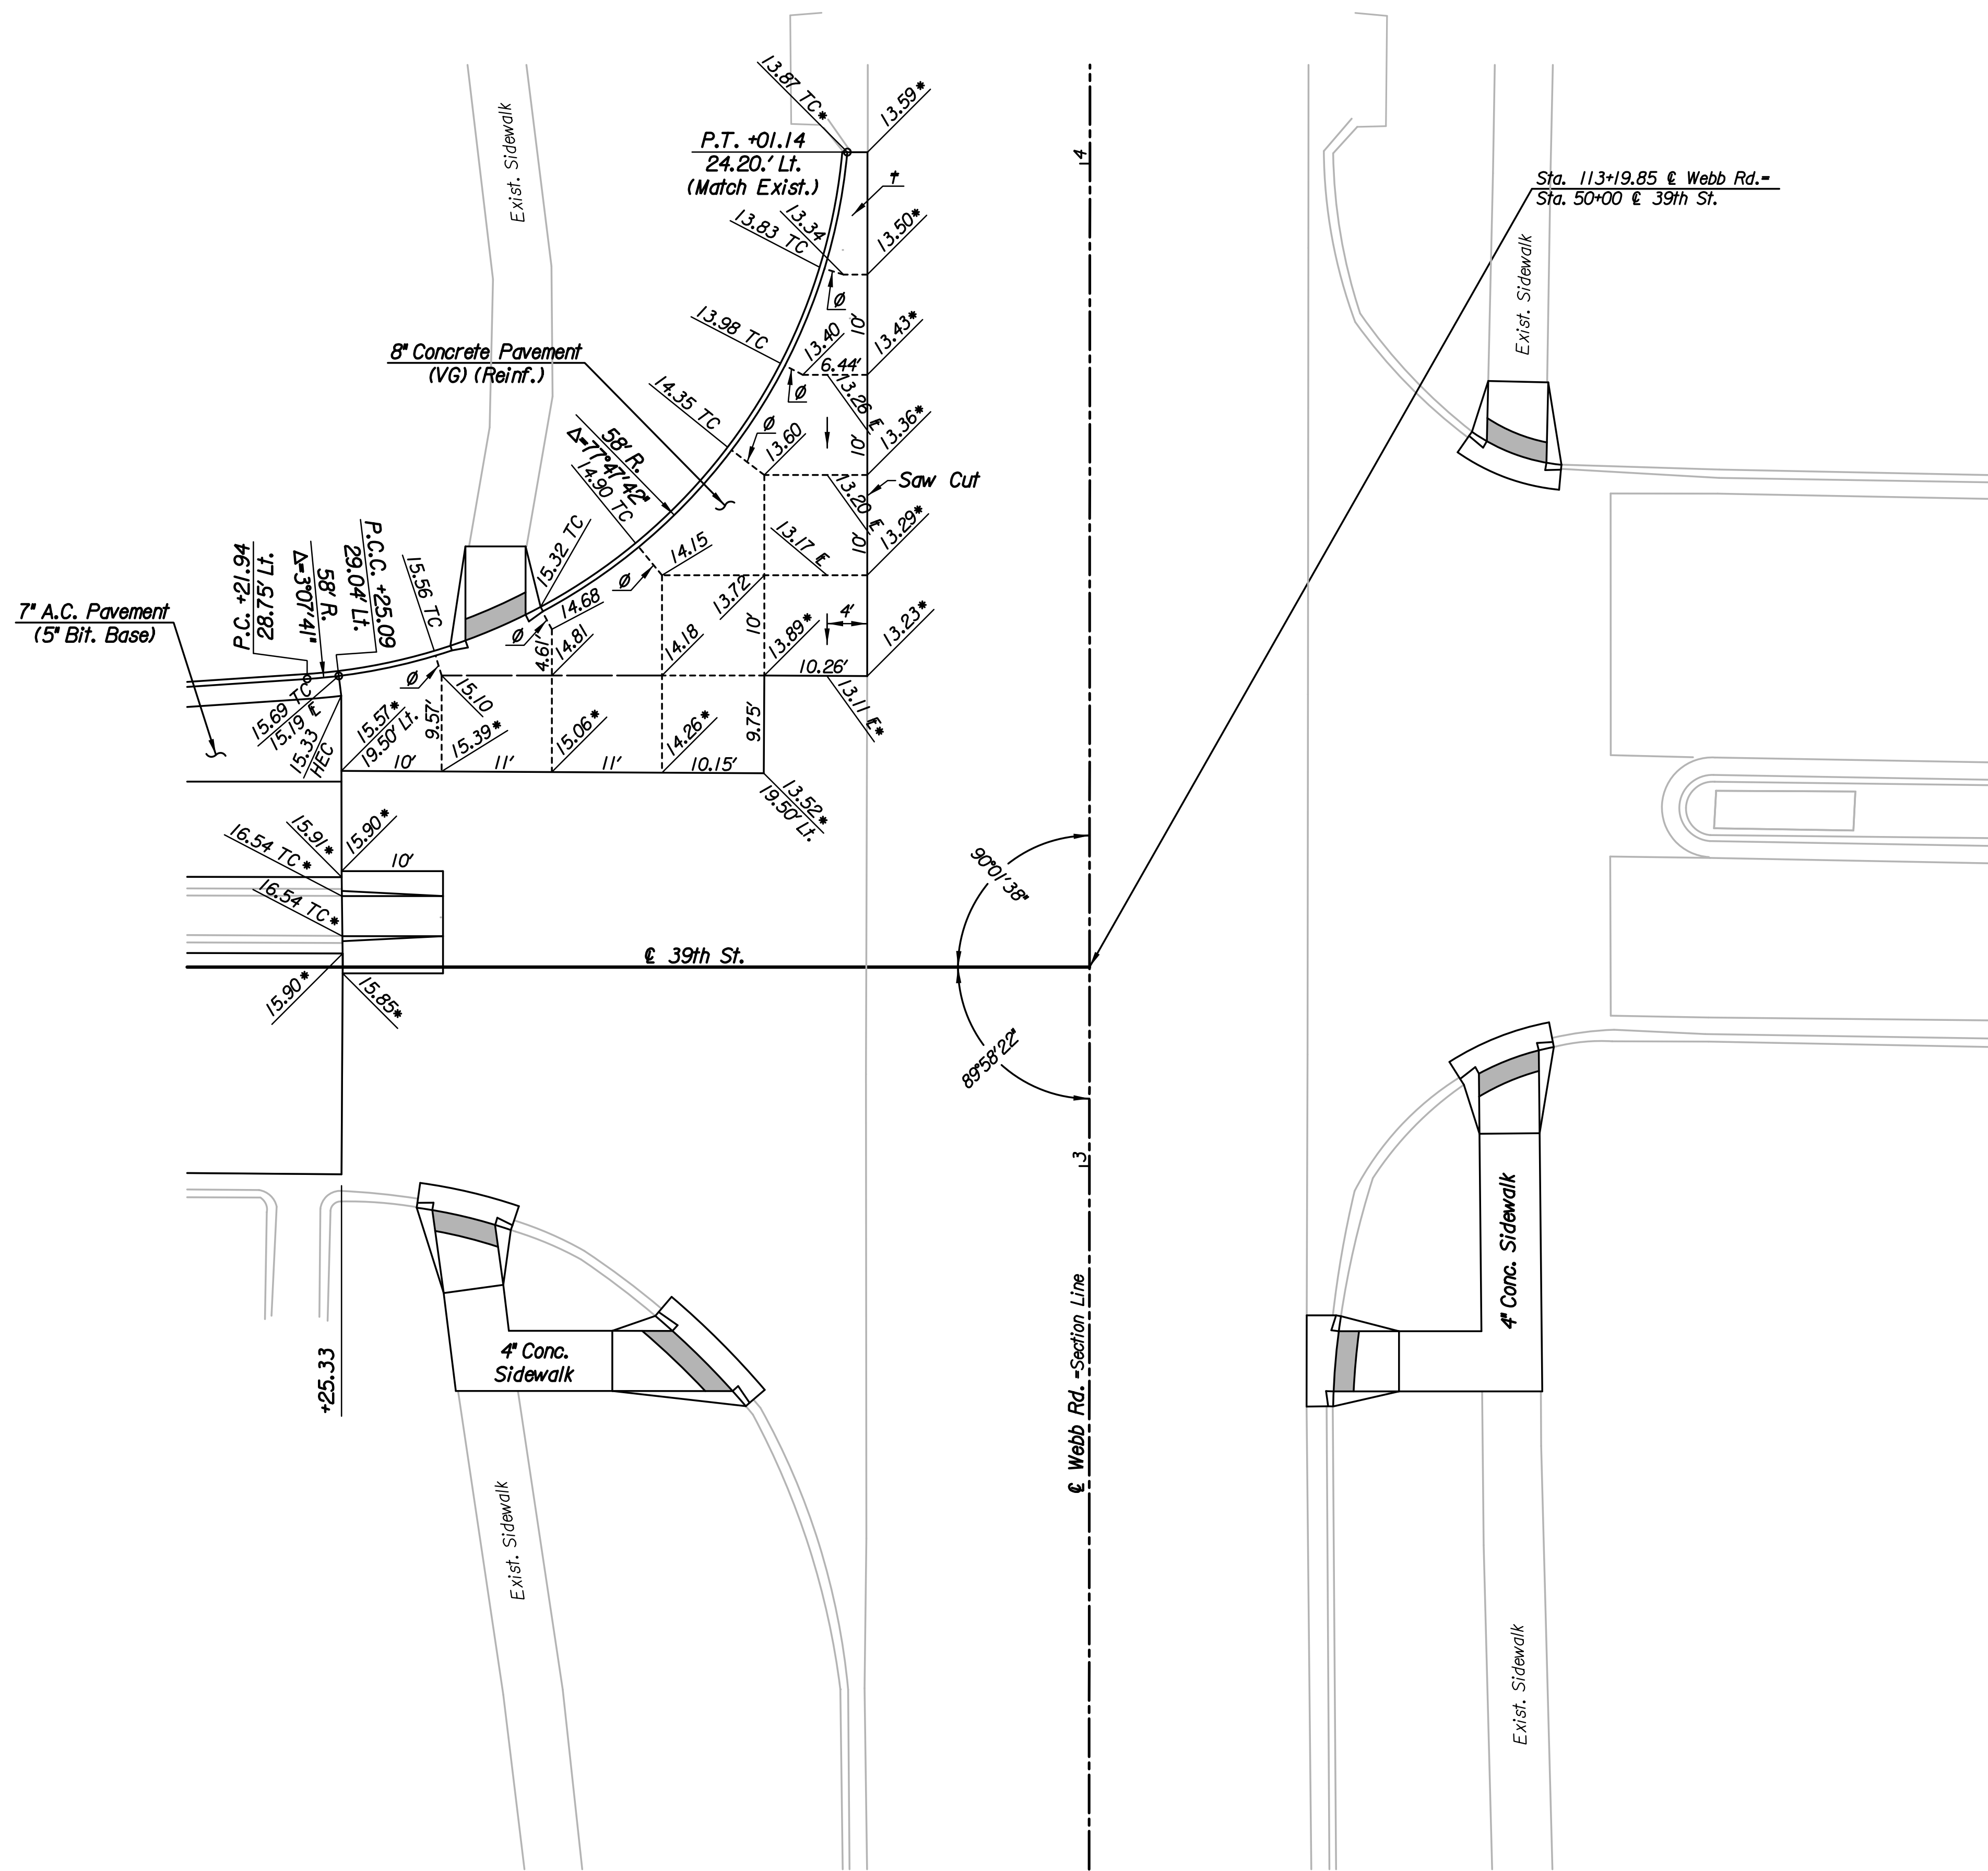 13.87 TC*
13.59*
P.T. +01.14
24.20.' Lt.
(Match Exist.)
4
†
Sta. 113+19.85 ℄ Webb Rd.=
Sta. 50+00 ℄ 39th St.
Exist. Sidewalk
13.34
13.83 TC
13.50*
Exist. Sidewalk
Ø
10'
13.98 TC
13.40
13.43*
6.44'
8" Concrete Pavement
(VG) (Reinf.)
Ø
13.26 ℄
14.35 TC
Ø
13.60
13.36*
10'
58' R.
Δ=77°47'42"
14.90 TC
Saw Cut
13.20 ℄
13.29*
10'
P.C. +21.94
28.75' Lt.
Δ=3°07'41"
58' R.
P.C.C. +25.09
29.04' Lt.
15.56 TC
15.32 TC
14.15
13.17 ℄
Ø
13.72
14.68
7" A.C. Pavement
(5" Bit. Base)
Ø
4.61'
14.81
14.18
10'
13.89*
4'
13.23*
10.26'
Ø
15.10
13.11 ℄*
15.69 TC
15.19 ℄
15.33
HEC
15.57*
19.50' Lt.
9.57'
15.39*
15.06*
14.26*
9.75'
10'
11'
11'
10.15'
13.52*
19.50' Lt.
16.54 TC*
15.91*
15.90*
10'
16.54 TC*
90°01'38"
℄ 39th St.
15.90*
15.85*
89°58'22"
3
4" Conc. Sidewalk
4" Conc.
Sidewalk
+25.33
℄ Webb Rd. =Section Line
Exist. Sidewalk
Exist. Sidewalk